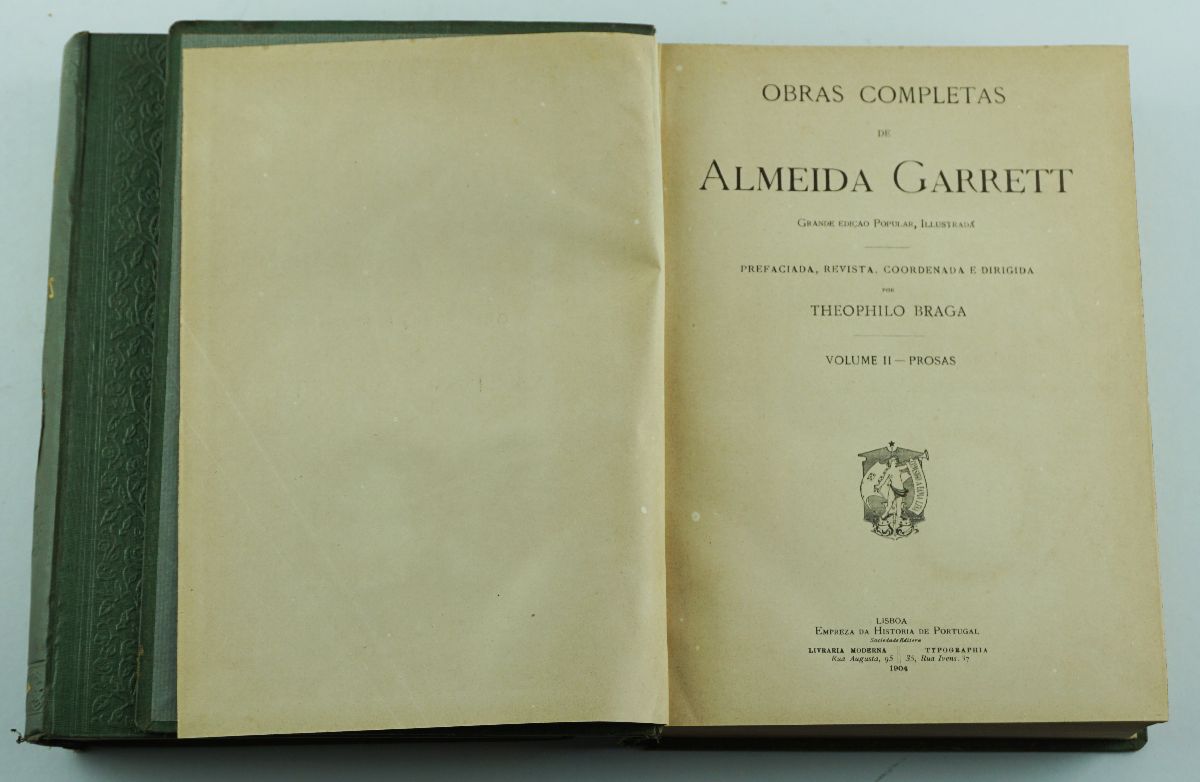 OBRAS COMPLETAS
DE
ALMEIDA GARRETT
GRANDE EDIÇAO POPULAR, ILLUSTRADA
PREFACIADA, REVISTA. COORDENADA E DIRIGIDA
POR
THEOPHILO BRAGA
VOLUME II — PROSAS
LISBOA
EMPREZA DA HISTORIA DE PORTUGAL
Sociedade Editora
LIVRARIA MODERNA TYPOGRAPHIA
Rua Augusta, 95 35, Rua Ivens, 37
1904